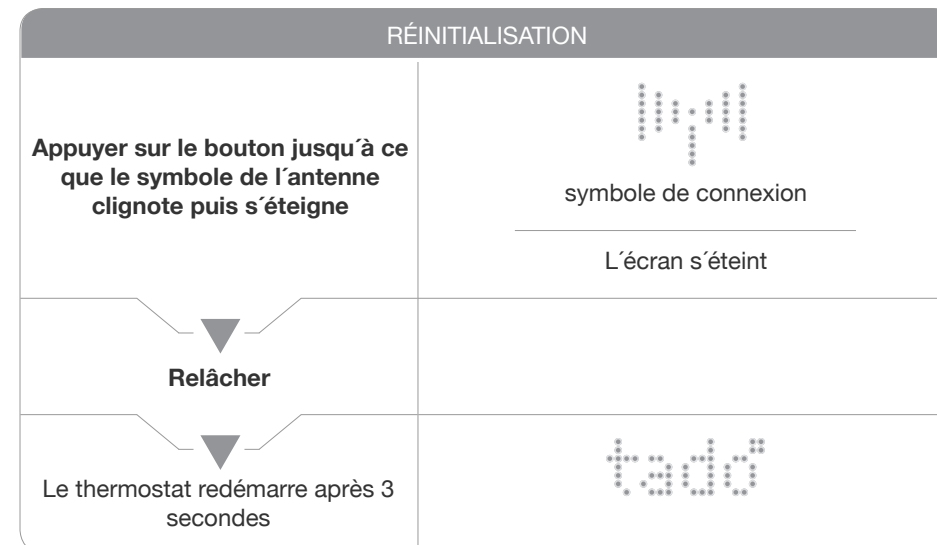 RÉINITIALISATION
Appuyer sur le bouton jusqu´à ce
que le symbole de l´antenne
clignote puis s´éteigne
symbole de connexion
L´écran s´éteint
Relâcher
Le thermostat redémarre après 3
secondes
tado°